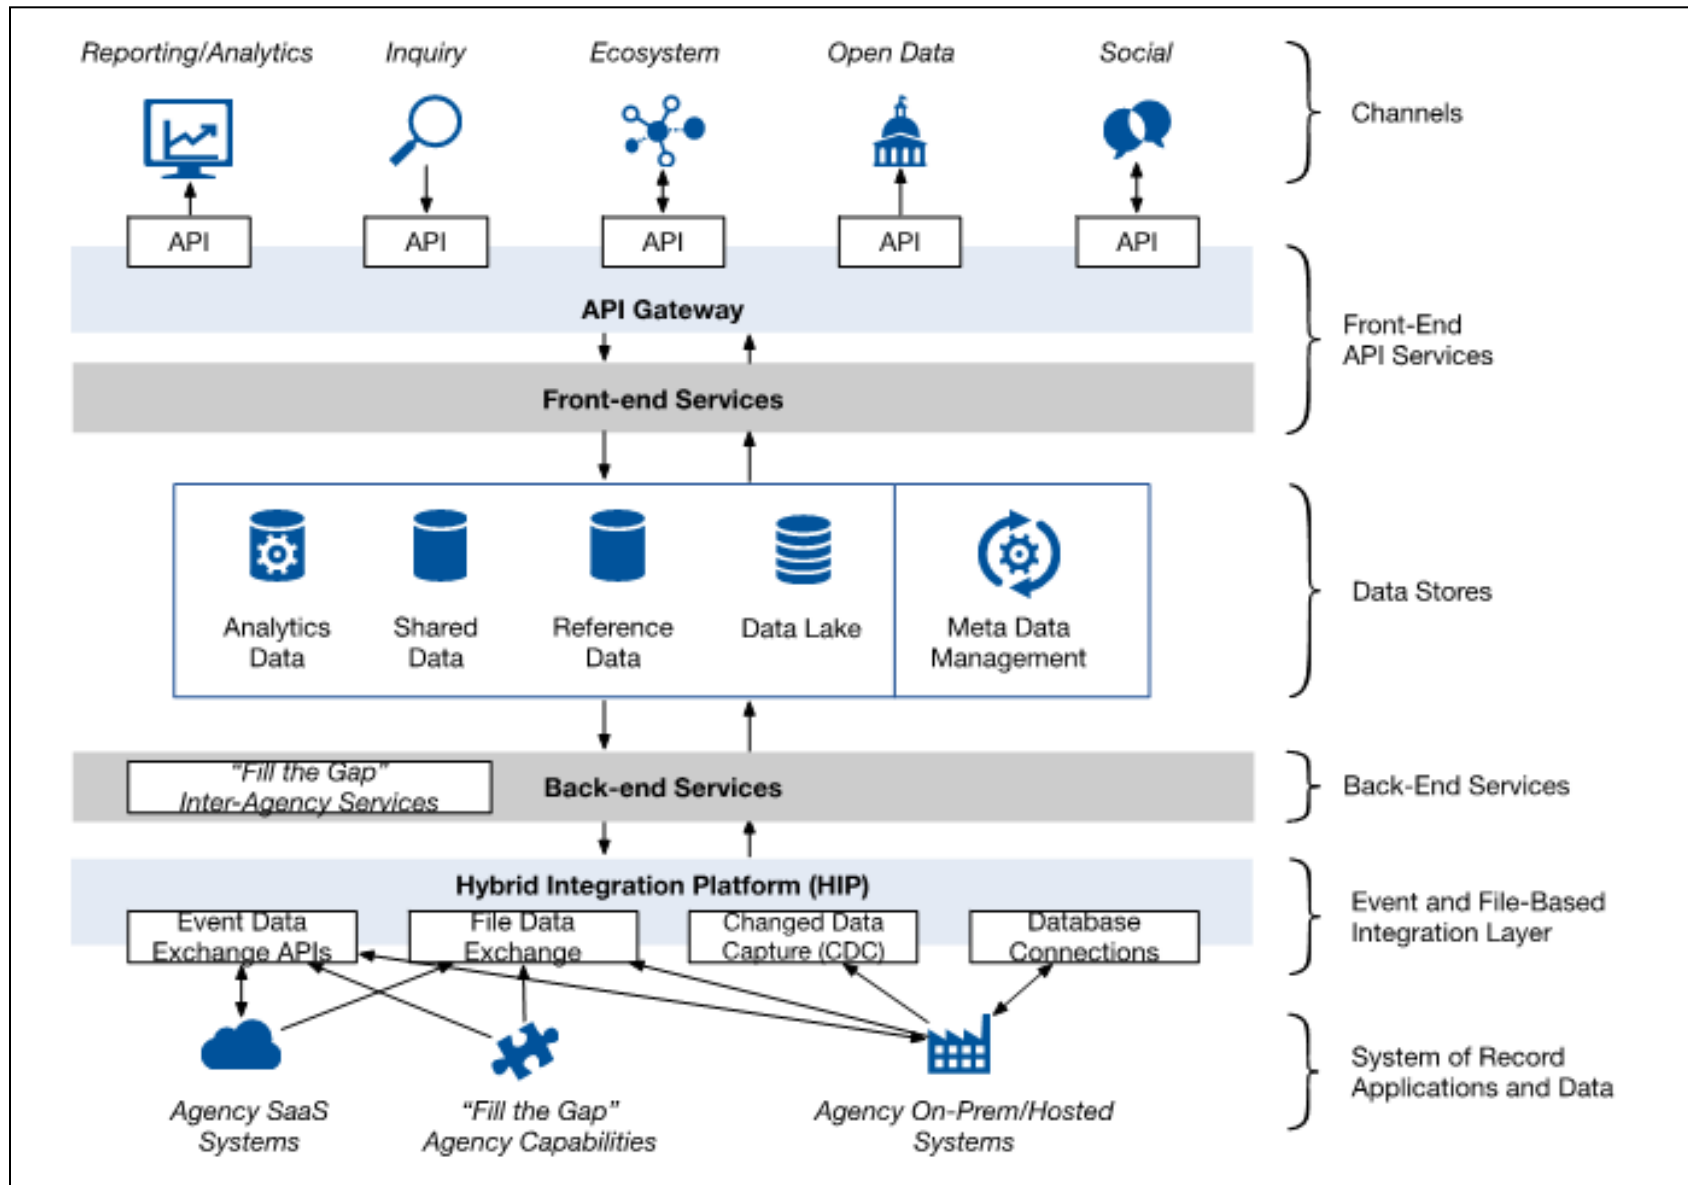 Reporting/Analytics
Inquiry
Ecosystem
Open Data
Social
Channels
API
API
API
API
API
API Gateway
Front-End
API Services
Front-end Services
Analytics
Data
Shared
Data
Reference
Data
Data Lake
Meta Data
Management
Data Stores
“Fill the Gap”
Inter-Agency Services
Back-end Services
Back-End Services
Hybrid Integration Platform (HIP)
Event Data
Exchange APIs
File Data
Exchange
Changed Data
Capture (CDC)
Database
Connections
Event and File-Based
Integration Layer
Agency SaaS
Systems
“Fill the Gap”
Agency Capabilities
Agency On-Prem/Hosted
Systems
System of Record
Applications and Data